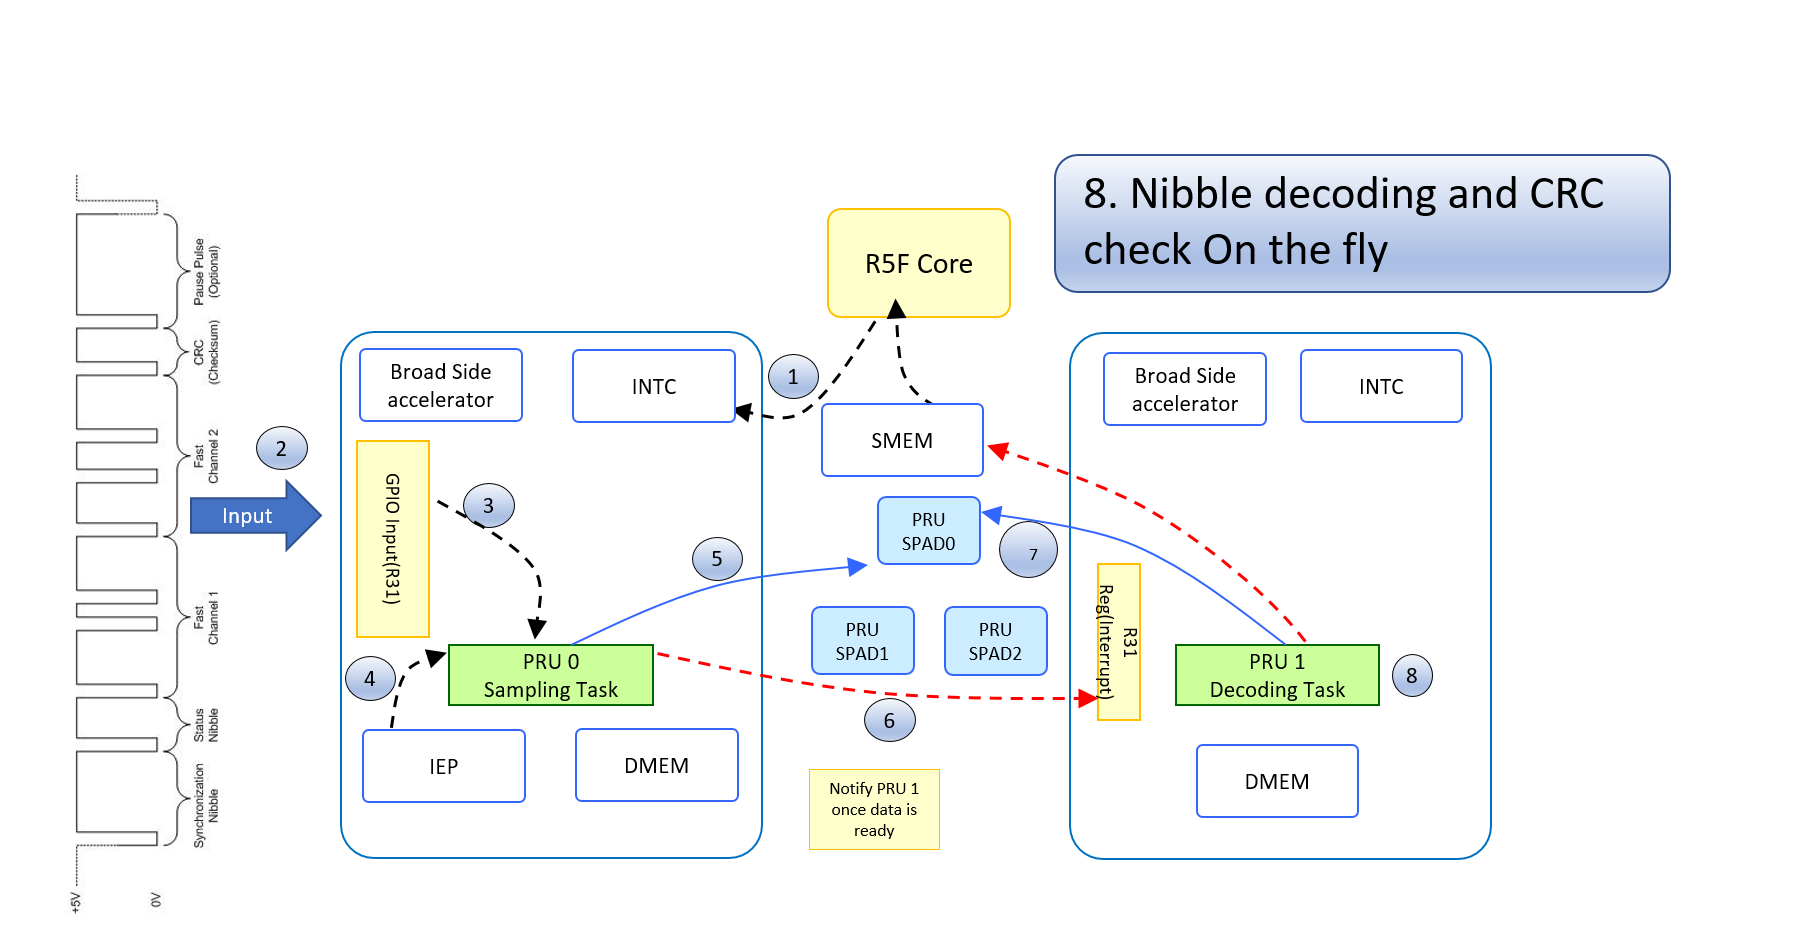 8. Nibble decoding and CRC
check On the fly
R5F Core
Broad Side
accelerator
INTC
1
SMEM
Broad Side
accelerator
INTC
Pause Pulse
(Optional)
CRC
(Checksum)
Fast
Channel 2
Fast
Channel 1
Status
Nibble
Synchronization
Nibble
+5V
0V
2
Input
GPIO Input(R31)
3
PRU
SPAD0
5
7
PRU
SPAD1
PRU
SPAD2
R31
Reg(Interrupt)
4
PRU 0
Sampling Task
PRU 1
Decoding Task
8
6
IEP
DMEM
Notify PRU 1
once data is
ready
DMEM